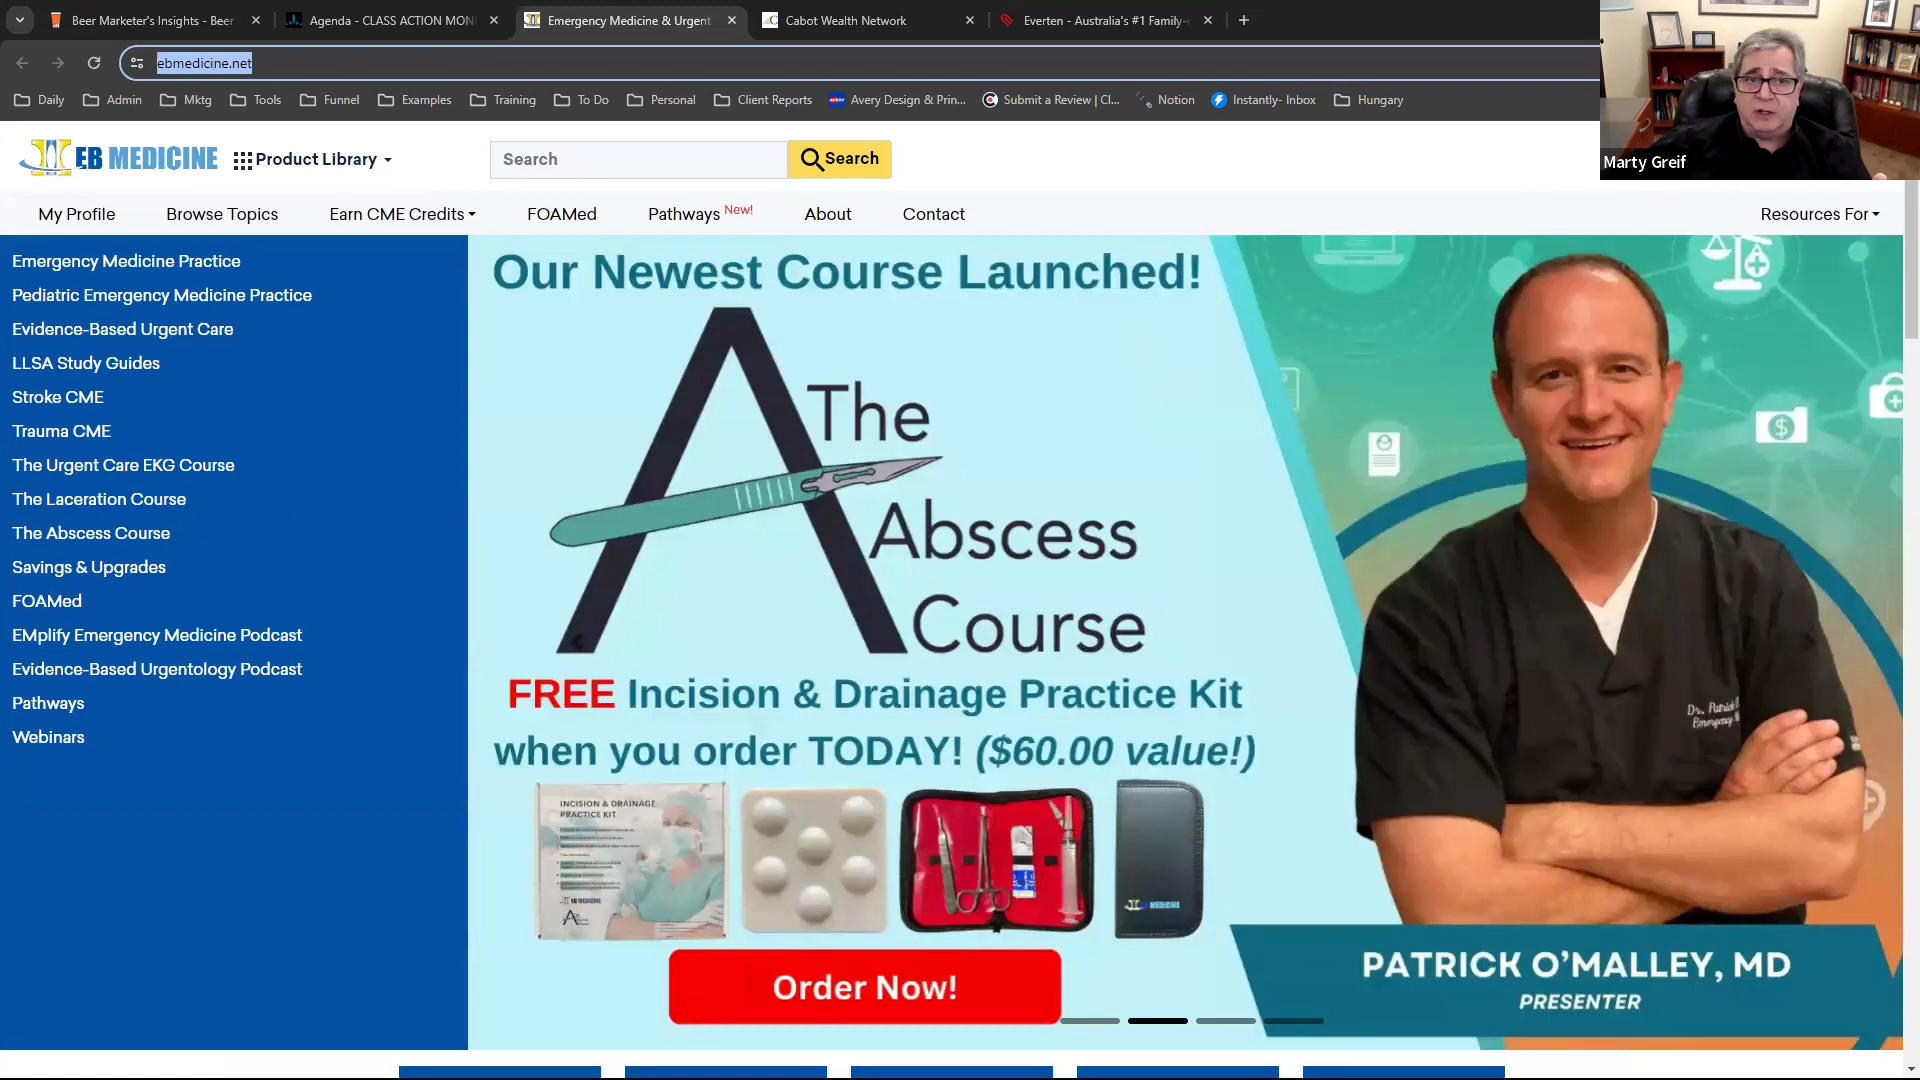 Beer Marketer's Insights - Beer
Agenda - CLASS ACTION MON
Emergency Medicine & Urgent
Cabot Wealth Network
Everten - Australia's #1 Family-
ebmedicine.net
Daily
Admin
Mktg
Tools
Funnel
Examples
Training
To Do
Personal
Client Reports
Avery Design & Prin...
Submit a Review | Cl...
Notion
Instantly- Inbox
Hungary
Marty Greif
EB MEDICINE
Product Library
Search
Search
My Profile
Browse Topics
Earn CME Credits
FOAMed
Pathways New!
About
Contact
Resources For
Emergency Medicine Practice
Pediatric Emergency Medicine Practice
Evidence-Based Urgent Care
LLSA Study Guides
Stroke CME
Trauma CME
The Urgent Care EKG Course
The Laceration Course
The Abscess Course
Savings & Upgrades
FOAMed
EMplify Emergency Medicine Podcast
Evidence-Based Urgentology Podcast
Pathways
Webinars
Our Newest Course Launched!
The
Abscess
Course
FREE Incision & Drainage Practice Kit
when you order TODAY! ($60.00 value!)
INCISION & DRAINAGE
PRACTICE KIT
EB MEDICINE
EB MEDICINE
Order Now!
Dr. Patrick
Emergency
PATRICK O'MALLEY, MD
PRESENTER